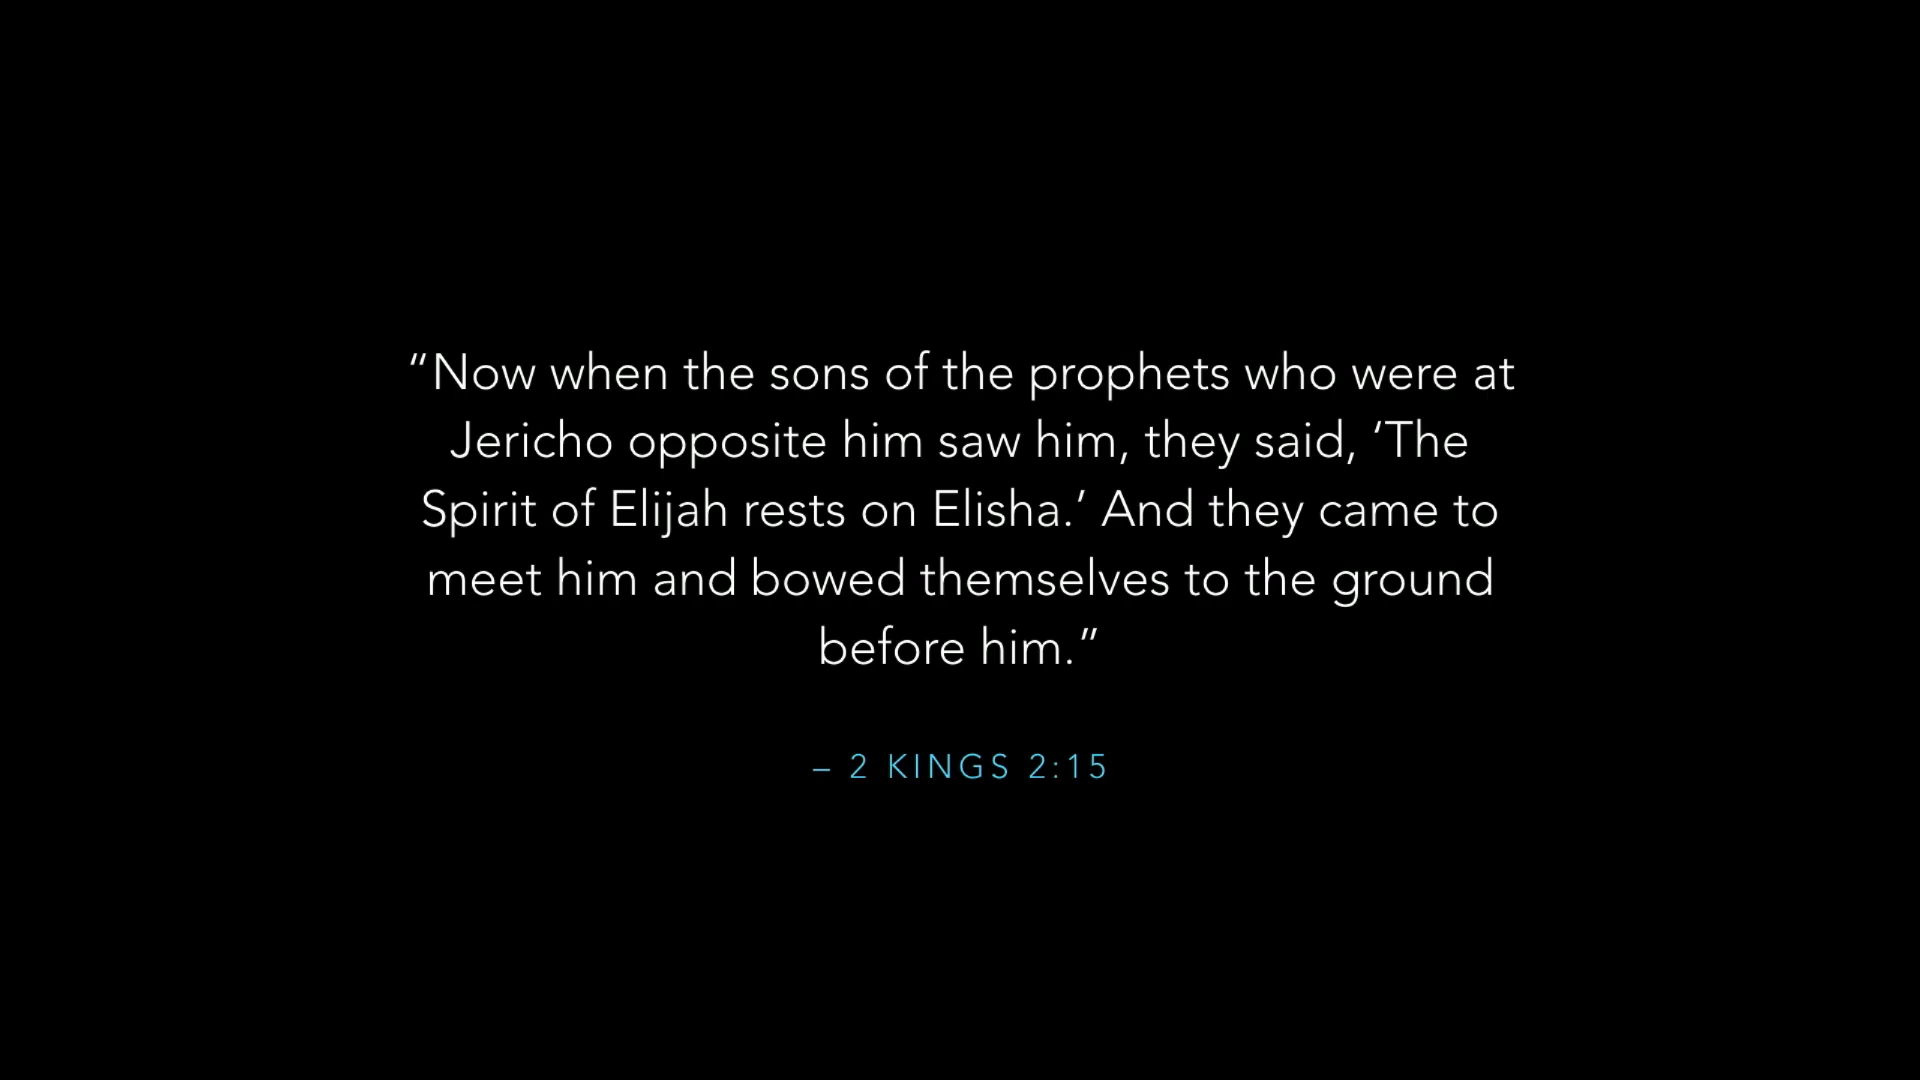 “Now when the sons of the prophets who were at
Jericho opposite him saw him, they said, ‘The
Spirit of Elijah rests on Elisha.’ And they came to
meet him and bowed themselves to the ground
before him.”
– 2 KINGS 2:15